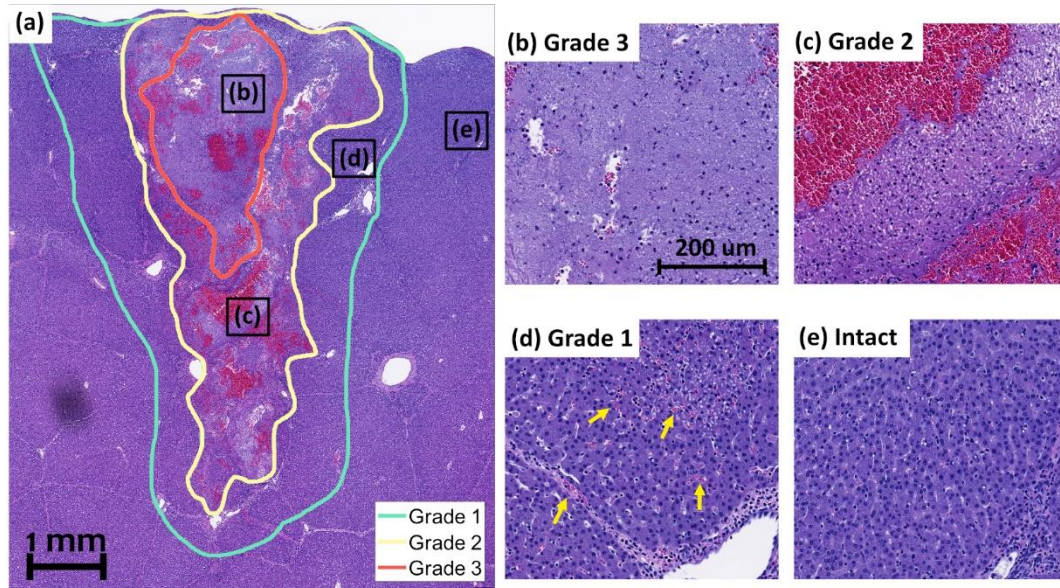 (a)
(b)
(e)
(d)
(c)
1 mm
Grade 1
Grade 2
Grade 3
(b) Grade 3
200 um
(c) Grade 2
(d) Grade 1
(e) Intact